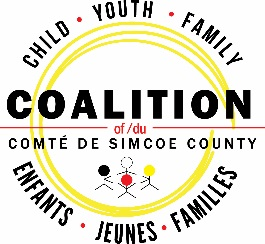 CHILD • YOUTH • FAMILY
COALITION
of/du
COMTÉ DE SIMCOE COUNTY
ENFANTS • JEUNES • FAMILLES